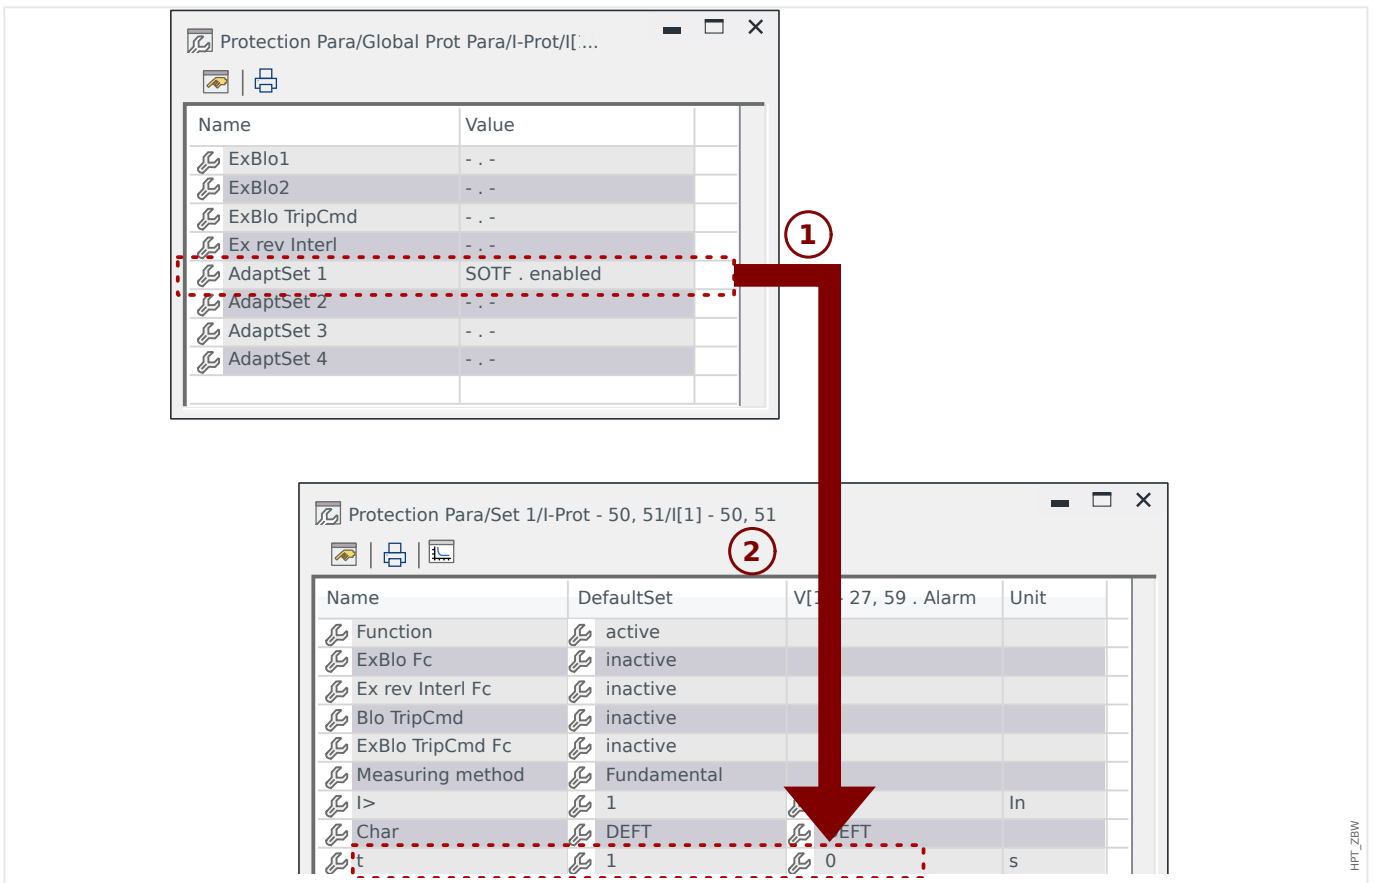 Protection Para/Global Prot Para/I-Prot/I[ ...
Name Value
ExBlo1 - . -
ExBlo2 - . -
ExBlo TripCmd - . -
Ex rev Interl - . -
AdaptSet 1 SOTF . enabled
AdaptSet 2 - . -
AdaptSet 3 - . -
AdaptSet 4 - . -
1
Protection Para/Set 1/I-Prot - 50, 51/I[1] - 50, 51
2
Name DefaultSet V[ 27, 59 . Alarm Unit
Function active
ExBlo Fc inactive
Ex rev Interl Fc inactive
Blo TripCmd inactive
ExBlo TripCmd Fc inactive
Measuring method Fundamental
I> 1 In
Char DEFT DEFT
t 1 0 s
HPT_ZBW